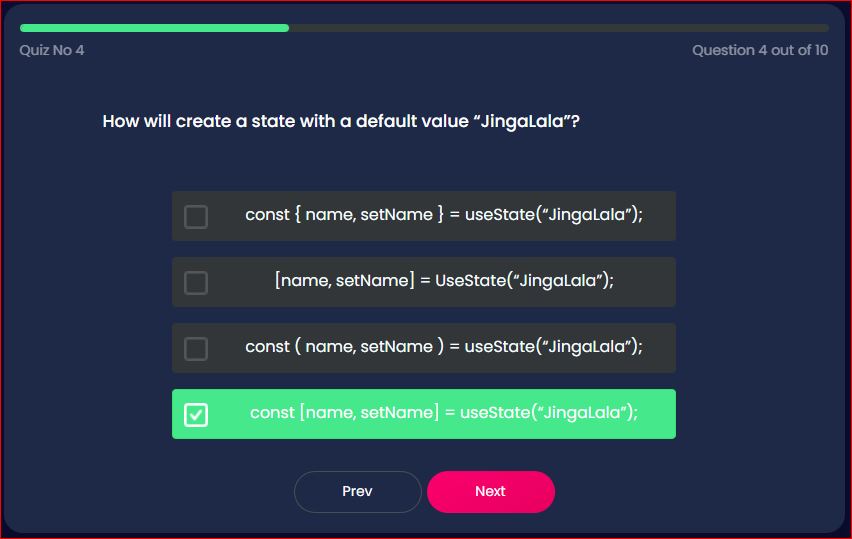 Quiz No 4
Question 4 out of 10
How will create a state with a default value “JingaLala”?
const { name, setName } = useState(“JingaLala”);
[name, setName] = UseState(“JingaLala”);
const ( name, setName ) = useState(“JingaLala”);
const [name, setName] = useState(“JingaLala”);
Prev
Next